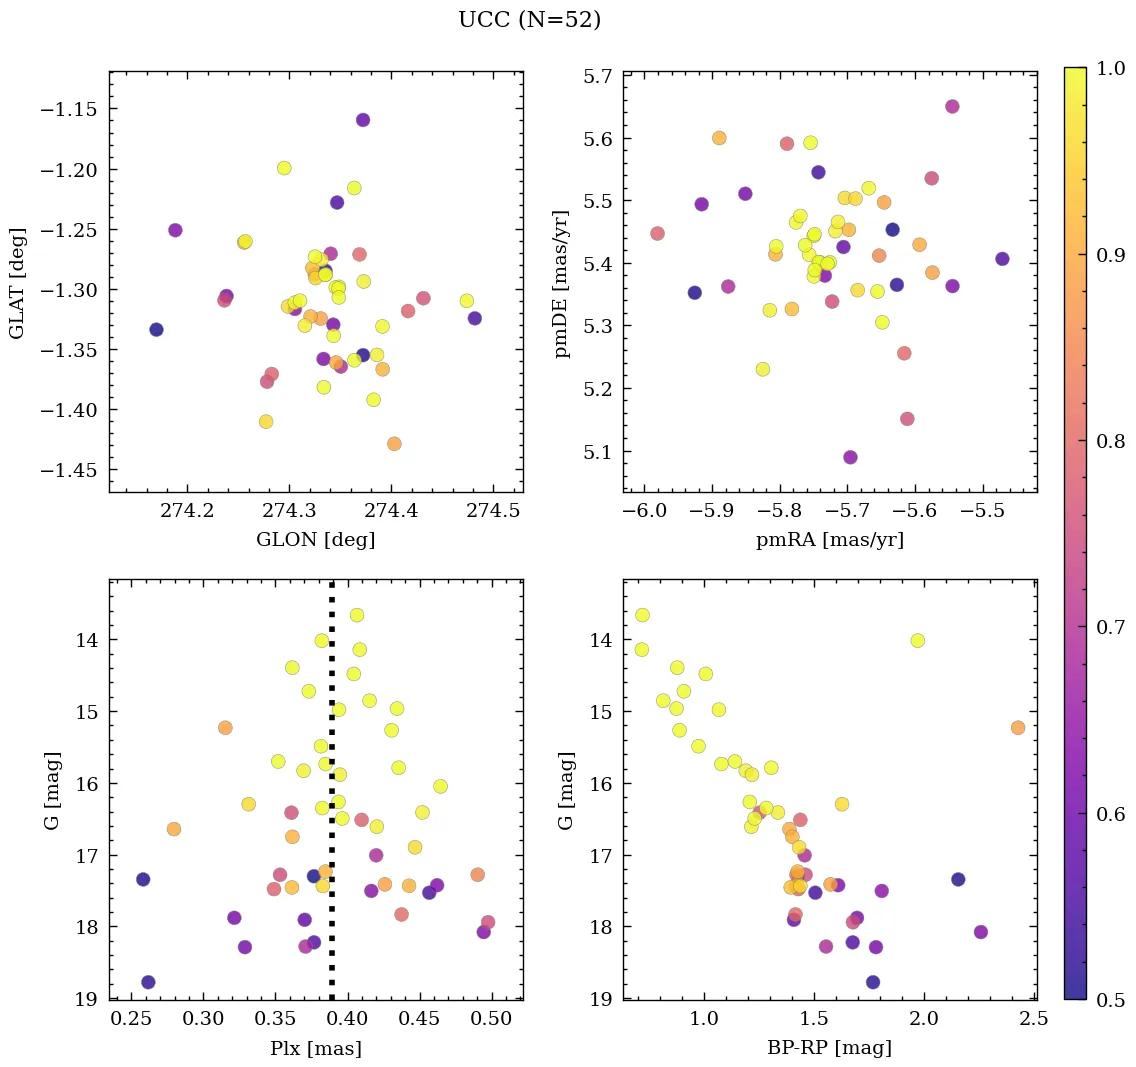 UCC (N=52)
−1.15
−1.20
−1.25
−1.30
−1.35
−1.40
−1.45
GLAT [deg]
274.2 274.3 274.4 274.5
GLON [deg]
5.7
5.6
5.5
5.4
5.3
5.2
5.1
pmDE [mas/yr]
−6.0 −5.9 −5.8 −5.7 −5.6 −5.5
pmRA [mas/yr]
14
15
16
17
18
19
G [mag]
0.25 0.30 0.35 0.40 0.45 0.50
Plx [mas]
14
15
16
17
18
19
G [mag]
1.0 1.5 2.0 2.5
BP-RP [mag]
1.0
0.9
0.8
0.7
0.6
0.5